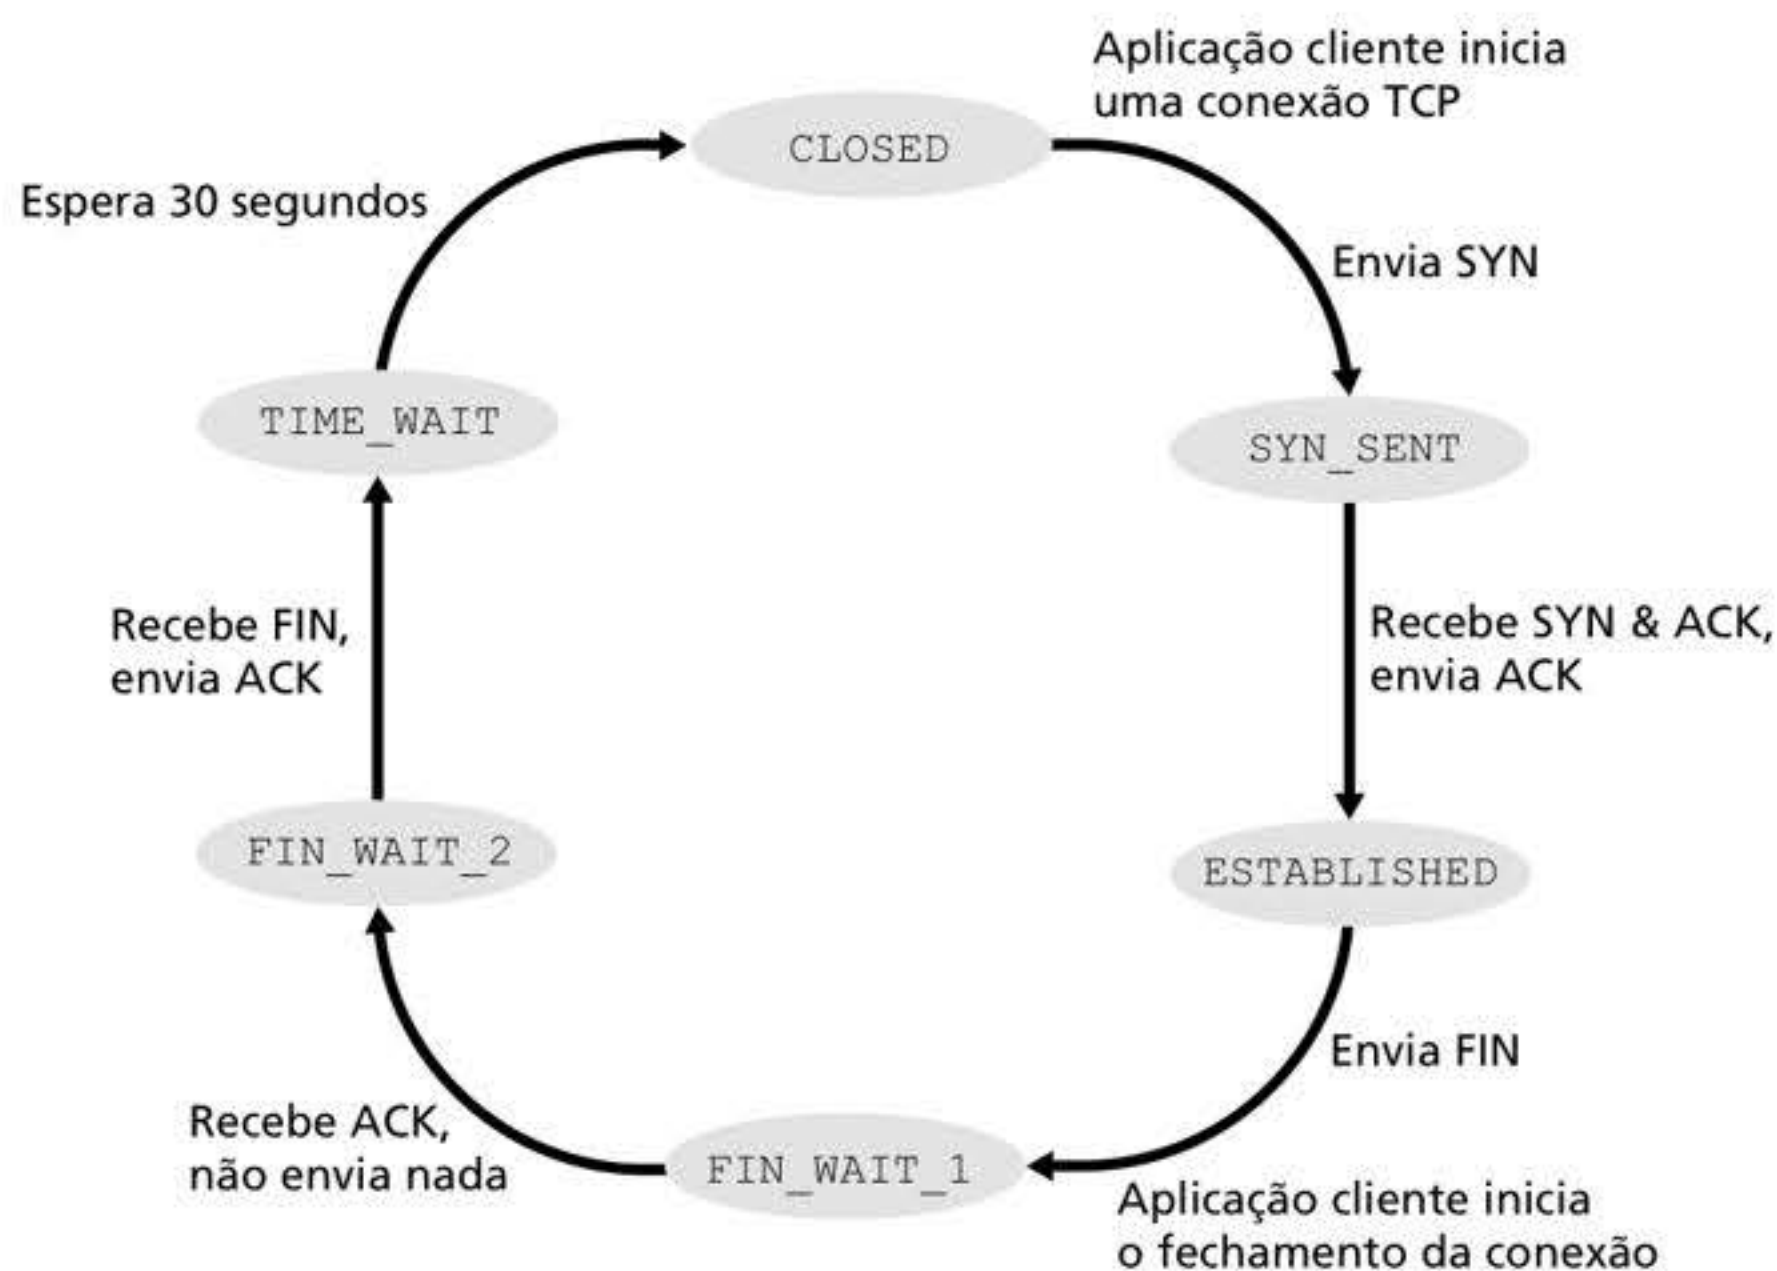 Aplicação cliente inicia
uma conexão TCP
CLOSED
Espera 30 segundos
Envia SYN
TIME_WAIT
SYN_SENT
Recebe FIN,
envia ACK
Recebe SYN & ACK,
envia ACK
FIN_WAIT_2
ESTABLISHED
Envia FIN
Recebe ACK,
não envia nada
FIN_WAIT_1
Aplicação cliente inicia
o fechamento da conexão